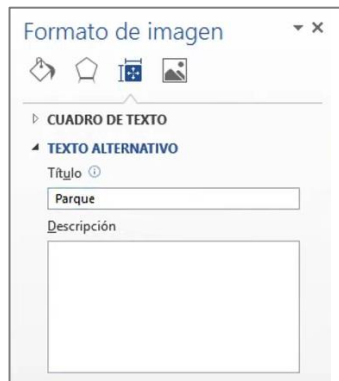 Formato de imagen
CUADRO DE TEXTO
TEXTO ALTERNATIVO
Título
Parque
Descripción